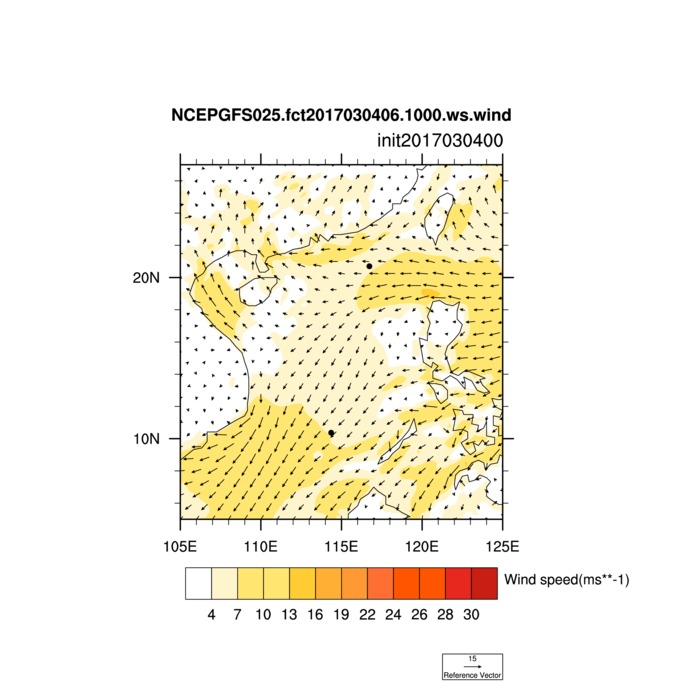 NCEPGFS025.fct2017030406.1000.ws.wind
init2017030400
20N
10N
105E 110E 115E 120E 125E
Wind speed(ms**-1)
4 7 10 13 16 19 22 24 26 28 30
15
Reference Vector